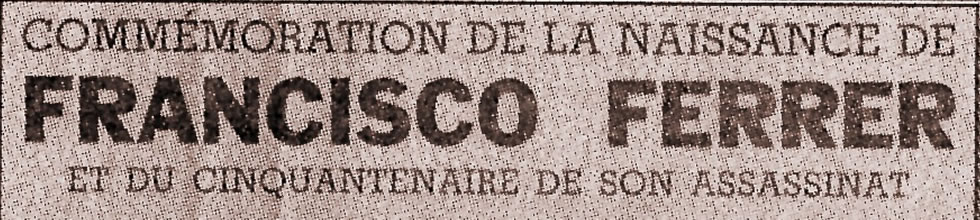 COMMÉMORATION DE LA NAISSANCE DE
FRANCISCO FERRER
ET DU CINQUANTENAIRE DE SON ASSASSINAT